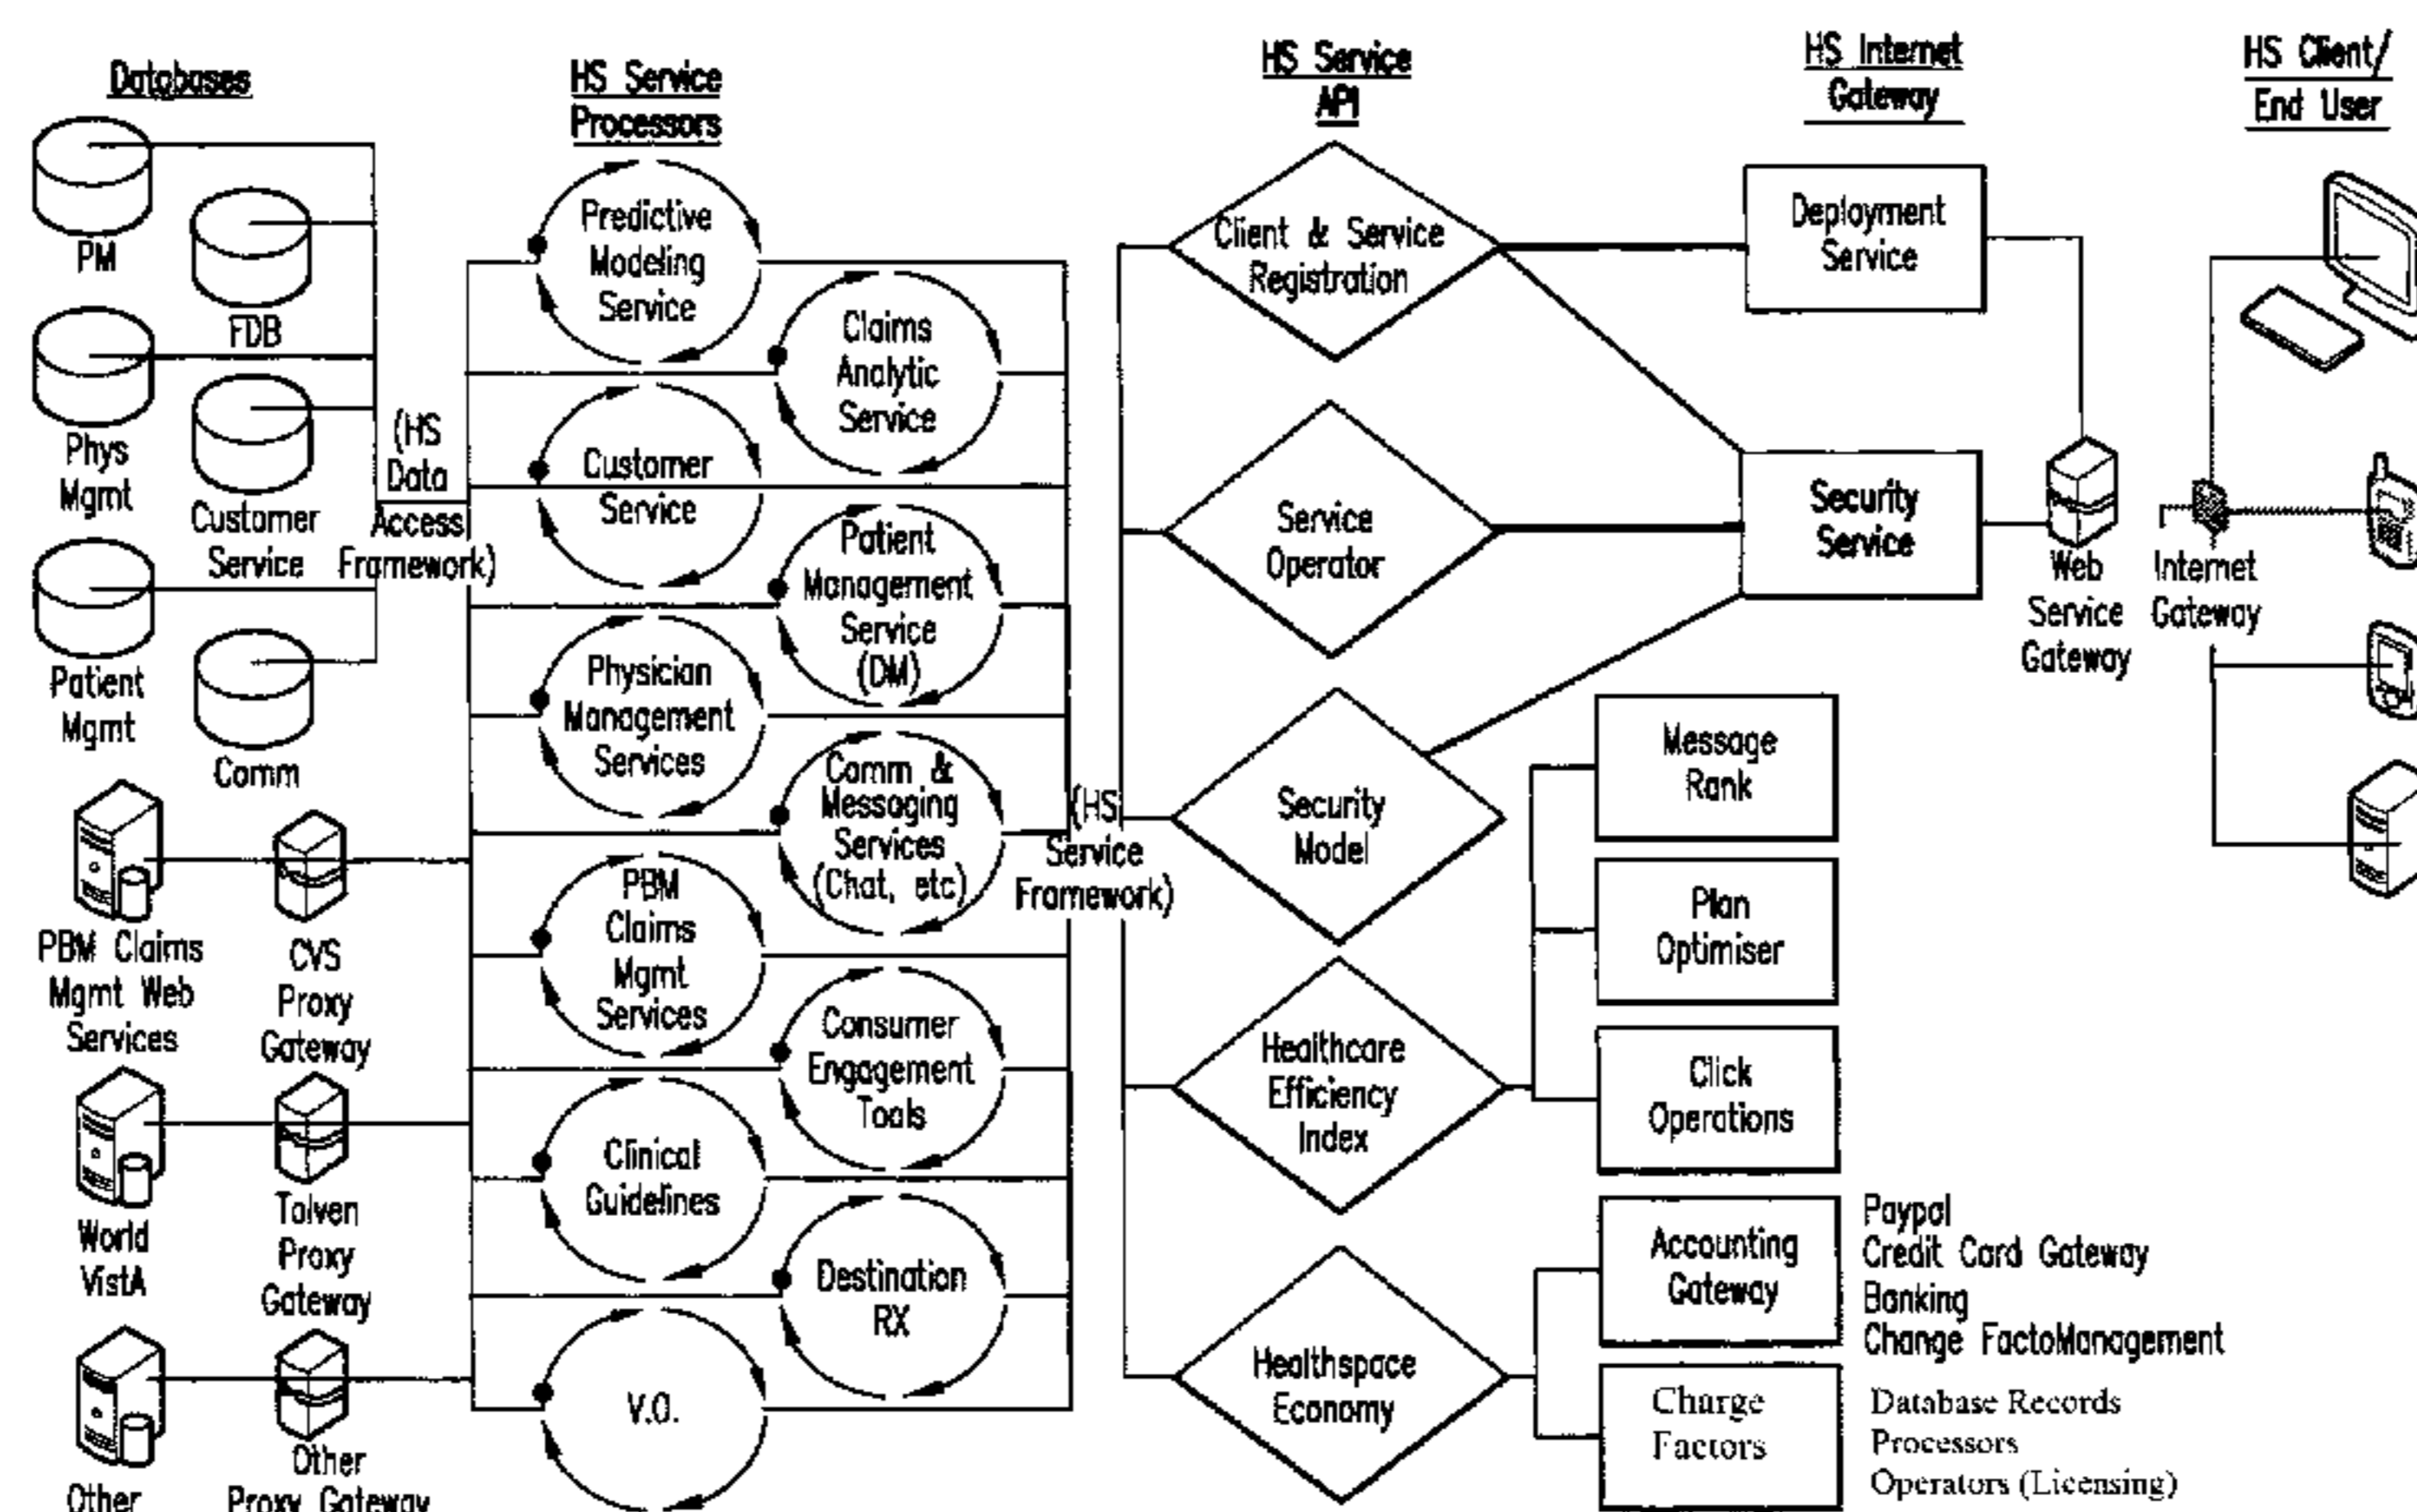 Databases
PM
FDB
Phys
Mgmt
Customer
Service
Patient
Mgmt
Comm
PBM Claims
Mgmt Web
Services
CVS
Proxy
Gateway
World
VistA
Tolven
Proxy
Gateway
Other
Other
Proxy Gateway
(HS
Data
Access
Framework)
HS Service
Processors
Predictive
Modeling
Service
Claims
Analytic
Service
Customer
Service
Patient
Management
Service
(DM)
Physician
Management
Services
Comm &
Messaging
Services
(Chat, etc)
PBM
Claims
Mgmt
Services
Consumer
Engagement
Tools
Clinical
Guidelines
Destination
RX
V.O.
(HS
Service
Framework)
HS Service
API
Client & Service
Registration
Service
Operator
Security
Model
Healthcare
Efficiency
Index
Healthspace
Economy
HS Internet
Gateway
Deployment
Service
Security
Service
Message
Rank
Plan
Optimiser
Click
Operations
Accounting
Gateway
Paypal
Credit Card Gateway
Banking
Change FactoManagement
Charge
Factors
Database Records
Processors
Operators (Licensing)
Web
Service
Gateway
Internet
Gateway
HS Client/
End User